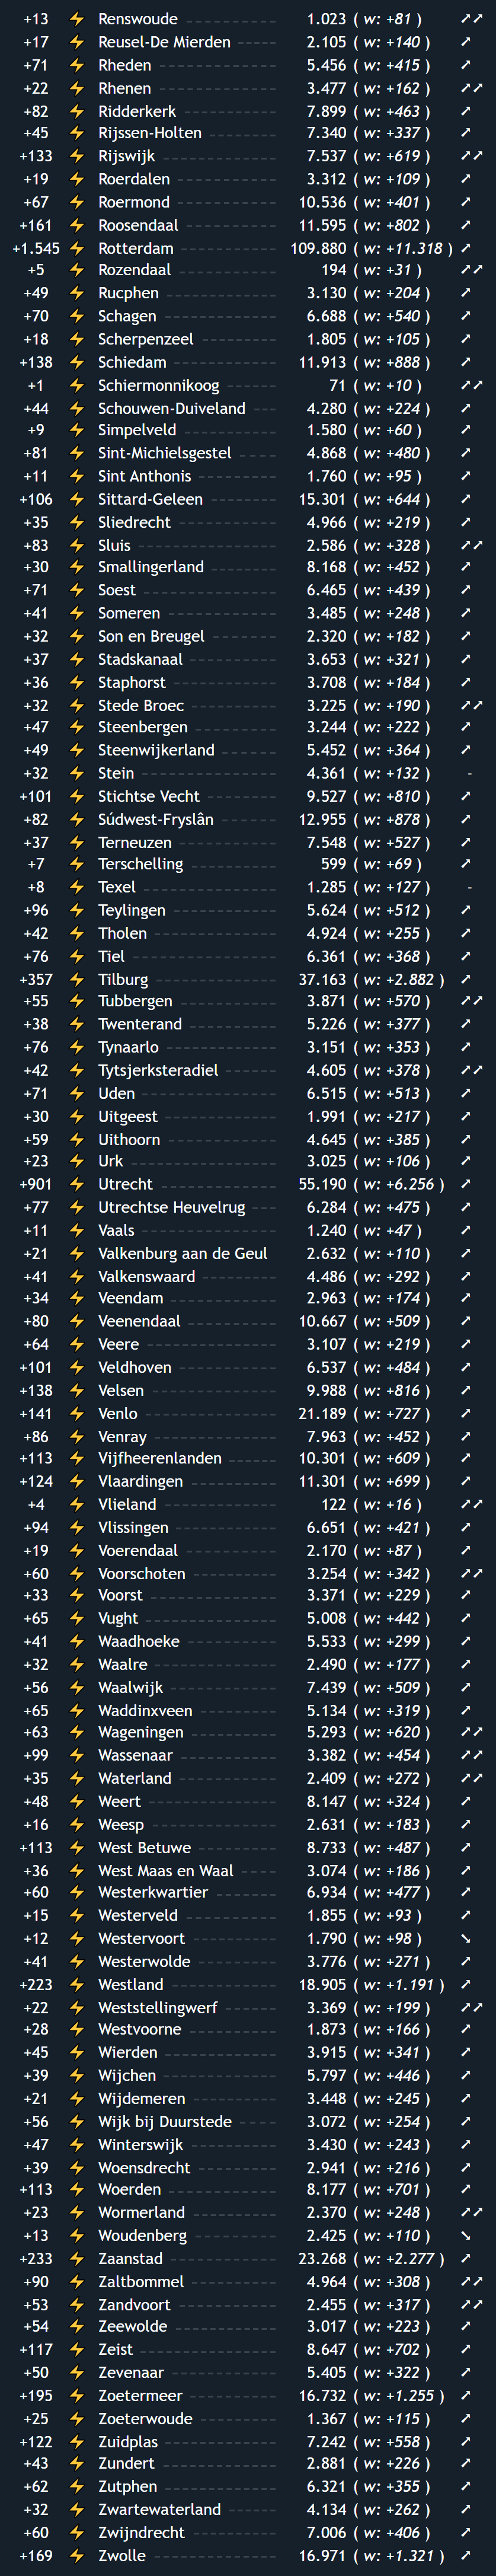 +13 ⚡ Renswoude 1.023 ( w: +81 ) ➚➚
+17 ⚡ Reusel-De Mierden 2.105 ( w: +140 ) ➚
+71 ⚡ Rheden 5.456 ( w: +415 ) ➚
+22 ⚡ Rhenen 3.477 ( w: +162 ) ➚➚
+82 ⚡ Ridderkerk 7.899 ( w: +463 ) ➚
+45 ⚡ Rijssen-Holten 7.340 ( w: +337 ) ➚
+133 ⚡ Rijswijk 7.537 ( w: +619 ) ➚➚
+19 ⚡ Roerdalen 3.312 ( w: +109 ) ➚
+67 ⚡ Roermond 10.536 ( w: +401 ) ➚
+161 ⚡ Roosendaal 11.595 ( w: +802 ) ➚
+1.545 ⚡ Rotterdam 109.880 ( w: +11.318 ) ➚
+5 ⚡ Rozendaal 194 ( w: +31 ) ➚➚
+49 ⚡ Rucphen 3.130 ( w: +204 ) ➚
+70 ⚡ Schagen 6.688 ( w: +540 ) ➚
+18 ⚡ Scherpenzeel 1.805 ( w: +105 ) ➚
+138 ⚡ Schiedam 11.913 ( w: +888 ) ➚
+1 ⚡ Schiermonnikoog 71 ( w: +10 ) ➚➚
+44 ⚡ Schouwen-Duiveland 4.280 ( w: +224 ) ➚
+9 ⚡ Simpelveld 1.580 ( w: +60 ) ➚
+81 ⚡ Sint-Michielsgestel 4.868 ( w: +480 ) ➚
+11 ⚡ Sint Anthonis 1.760 ( w: +95 ) ➚
+106 ⚡ Sittard-Geleen 15.301 ( w: +644 ) ➚
+35 ⚡ Sliedrecht 4.966 ( w: +219 ) ➚
+83 ⚡ Sluis 2.586 ( w: +328 ) ➚➚
+30 ⚡ Smallingerland 8.168 ( w: +452 ) ➚
+71 ⚡ Soest 6.465 ( w: +439 ) ➚
+41 ⚡ Someren 3.485 ( w: +248 ) ➚
+32 ⚡ Son en Breugel 2.320 ( w: +182 ) ➚
+37 ⚡ Stadskanaal 3.653 ( w: +321 ) ➚
+36 ⚡ Staphorst 3.708 ( w: +184 ) ➚
+32 ⚡ Stede Broec 3.225 ( w: +190 ) ➚➚
+47 ⚡ Steenbergen 3.244 ( w: +222 ) ➚
+49 ⚡ Steenwijkerland 5.452 ( w: +364 ) ➚
+32 ⚡ Stein 4.361 ( w: +132 ) -
+101 ⚡ Stichtse Vecht 9.527 ( w: +810 ) ➚
+82 ⚡ Súdwest-Fryslân 12.955 ( w: +878 ) ➚
+37 ⚡ Terneuzen 7.548 ( w: +527 ) ➚
+7 ⚡ Terschelling 599 ( w: +69 ) ➚
+8 ⚡ Texel 1.285 ( w: +127 ) -
+96 ⚡ Teylingen 5.624 ( w: +512 ) ➚
+42 ⚡ Tholen 4.924 ( w: +255 ) ➚
+76 ⚡ Tiel 6.361 ( w: +368 ) ➚
+357 ⚡ Tilburg 37.163 ( w: +2.882 ) ➚
+55 ⚡ Tubbergen 3.871 ( w: +570 ) ➚➚
+38 ⚡ Twenterand 5.226 ( w: +377 ) ➚
+76 ⚡ Tynaarlo 3.151 ( w: +353 ) ➚
+42 ⚡ Tytsjerksteradiel 4.605 ( w: +378 ) ➚➚
+71 ⚡ Uden 6.515 ( w: +513 ) ➚
+30 ⚡ Uitgeest 1.991 ( w: +217 ) ➚
+59 ⚡ Uithoorn 4.645 ( w: +385 ) ➚
+23 ⚡ Urk 3.025 ( w: +106 ) ➚
+901 ⚡ Utrecht 55.190 ( w: +6.256 ) ➚
+77 ⚡ Utrechtse Heuvelrug 6.284 ( w: +475 ) ➚
+11 ⚡ Vaals 1.240 ( w: +47 ) ➚
+21 ⚡ Valkenburg aan de Geul 2.632 ( w: +110 ) ➚
+41 ⚡ Valkenswaard 4.486 ( w: +292 ) ➚
+34 ⚡ Veendam 2.963 ( w: +174 ) ➚
+80 ⚡ Veenendaal 10.667 ( w: +509 ) ➚
+64 ⚡ Veere 3.107 ( w: +219 ) ➚
+101 ⚡ Veldhoven 6.537 ( w: +484 ) ➚
+138 ⚡ Velsen 9.988 ( w: +816 ) ➚
+141 ⚡ Venlo 21.189 ( w: +727 ) ➚
+86 ⚡ Venray 7.963 ( w: +452 ) ➚
+113 ⚡ Vijfheerenlanden 10.301 ( w: +609 ) ➚
+124 ⚡ Vlaardingen 11.301 ( w: +699 ) ➚
+4 ⚡ Vlieland 122 ( w: +16 ) ➚➚
+94 ⚡ Vlissingen 6.651 ( w: +421 ) ➚
+19 ⚡ Voerendaal 2.170 ( w: +87 ) ➚
+60 ⚡ Voorschoten 3.254 ( w: +342 ) ➚➚
+33 ⚡ Voorst 3.371 ( w: +229 ) ➚
+65 ⚡ Vught 5.008 ( w: +442 ) ➚
+41 ⚡ Waadhoeke 5.533 ( w: +299 ) ➚
+32 ⚡ Waalre 2.490 ( w: +177 ) ➚
+56 ⚡ Waalwijk 7.439 ( w: +509 ) ➚
+65 ⚡ Waddinxveen 5.134 ( w: +319 ) ➚
+63 ⚡ Wageningen 5.293 ( w: +620 ) ➚➚
+99 ⚡ Wassenaar 3.382 ( w: +454 ) ➚➚
+35 ⚡ Waterland 2.409 ( w: +272 ) ➚➚
+48 ⚡ Weert 8.147 ( w: +324 ) ➚
+16 ⚡ Weesp 2.631 ( w: +183 ) ➚
+113 ⚡ West Betuwe 8.733 ( w: +487 ) ➚
+36 ⚡ West Maas en Waal 3.074 ( w: +186 ) ➚
+60 ⚡ Westerkwartier 6.934 ( w: +477 ) ➚
+15 ⚡ Westerveld 1.855 ( w: +93 ) ➚
+12 ⚡ Westervoort 1.790 ( w: +98 ) ➘
+41 ⚡ Westerwolde 3.776 ( w: +271 ) ➚
+223 ⚡ Westland 18.905 ( w: +1.191 ) ➚
+22 ⚡ Weststellingwerf 3.369 ( w: +199 ) ➚➚
+28 ⚡ Westvoorne 1.873 ( w: +166 ) ➚
+45 ⚡ Wierden 3.915 ( w: +341 ) ➚
+39 ⚡ Wijchen 5.797 ( w: +446 ) ➚
+21 ⚡ Wijdemeren 3.448 ( w: +245 ) ➚
+56 ⚡ Wijk bij Duurstede 3.072 ( w: +254 ) ➚
+47 ⚡ Winterswijk 3.430 ( w: +243 ) ➚
+39 ⚡ Woensdrecht 2.941 ( w: +216 ) ➚
+113 ⚡ Woerden 8.177 ( w: +701 ) ➚
+23 ⚡ Wormerland 2.370 ( w: +248 ) ➚➚
+13 ⚡ Woudenberg 2.425 ( w: +110 ) ➘
+233 ⚡ Zaanstad 23.268 ( w: +2.277 ) ➚
+90 ⚡ Zaltbommel 4.964 ( w: +308 ) ➚➚
+53 ⚡ Zandvoort 2.455 ( w: +317 ) ➚➚
+54 ⚡ Zeewolde 3.017 ( w: +223 ) ➚
+117 ⚡ Zeist 8.647 ( w: +702 ) ➚
+50 ⚡ Zevenaar 5.405 ( w: +322 ) ➚
+195 ⚡ Zoetermeer 16.732 ( w: +1.255 ) ➚
+25 ⚡ Zoeterwoude 1.367 ( w: +115 ) ➚
+122 ⚡ Zuidplas 7.242 ( w: +558 ) ➚
+43 ⚡ Zundert 2.881 ( w: +226 ) ➚
+62 ⚡ Zutphen 6.321 ( w: +355 ) ➚
+32 ⚡ Zwartewaterland 4.134 ( w: +262 ) ➚
+60 ⚡ Zwijndrecht 7.006 ( w: +406 ) ➚
+169 ⚡ Zwolle 16.971 ( w: +1.321 ) ➚